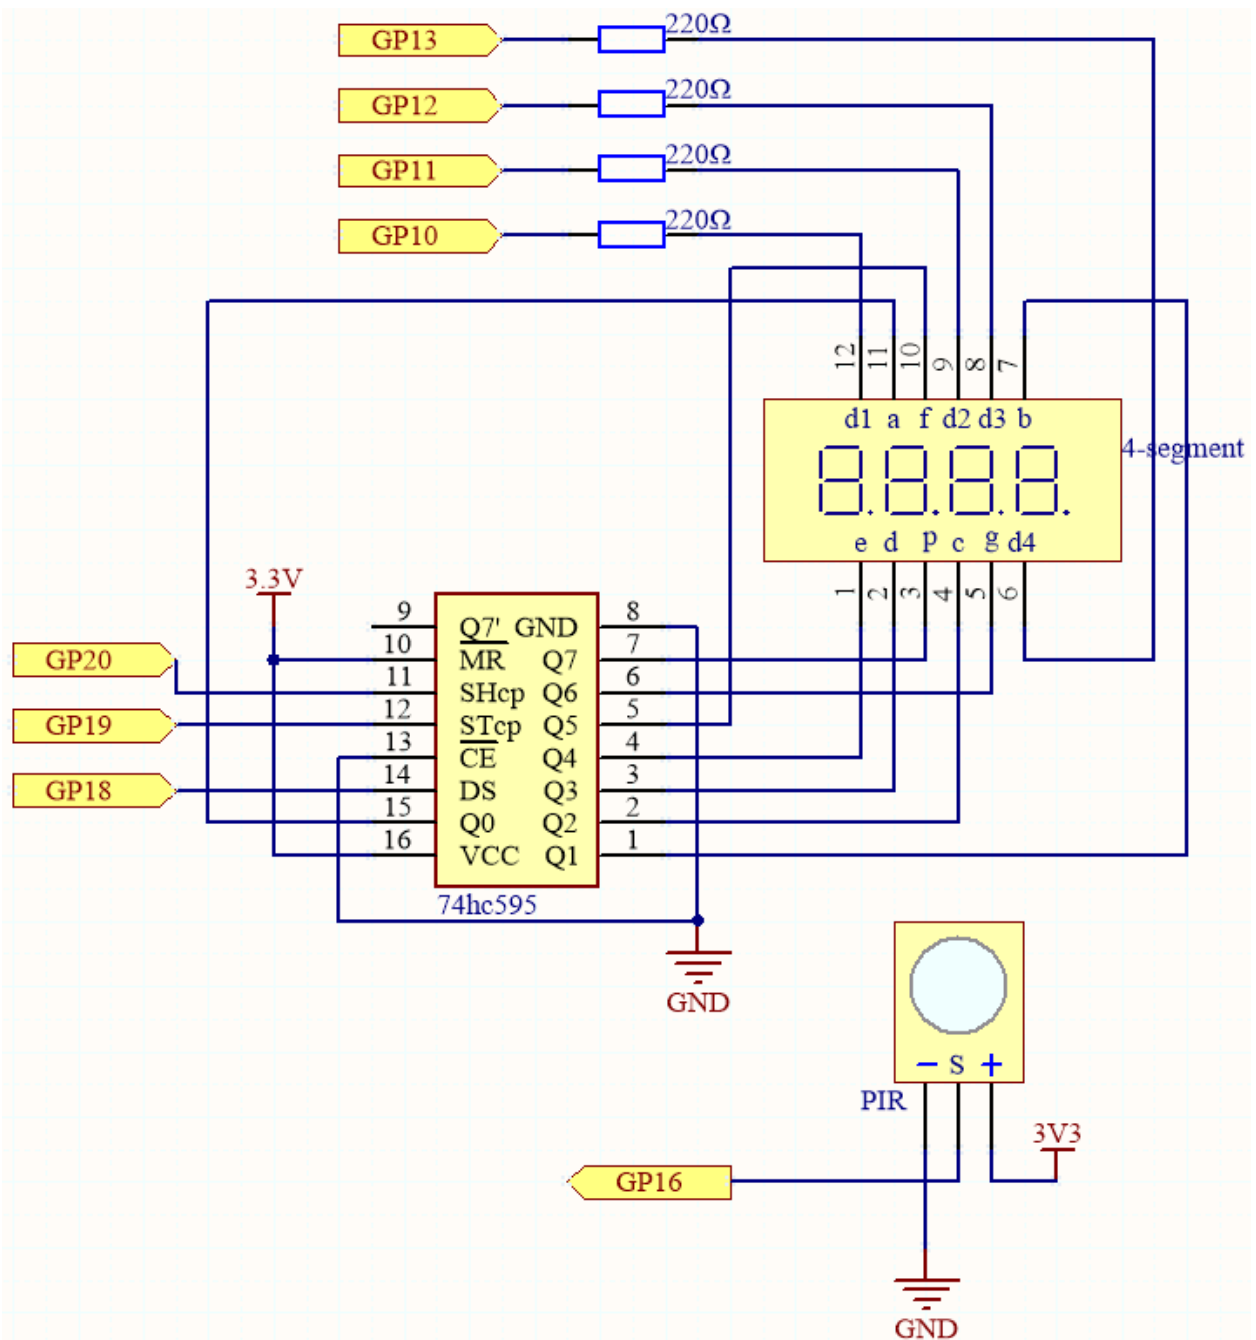 GP13 220Ω
GP12 220Ω
GP11 220Ω
GP10 220Ω
12 11 10 9 8 7
d1 a f d2 d3 b
4-segment
e d p c g d4
1 2 3 4 5 6
3.3V
9 Q7' GND 8
10 MR Q7 7
11 SHcp Q6 6
12 STcp Q5 5
13 CE Q4 4
14 DS Q3 3
15 Q0 Q2 2
16 VCC Q1 1
GP20
GP19
GP18
74hc595
GND
− S +
PIR
3V3
GP16
GND